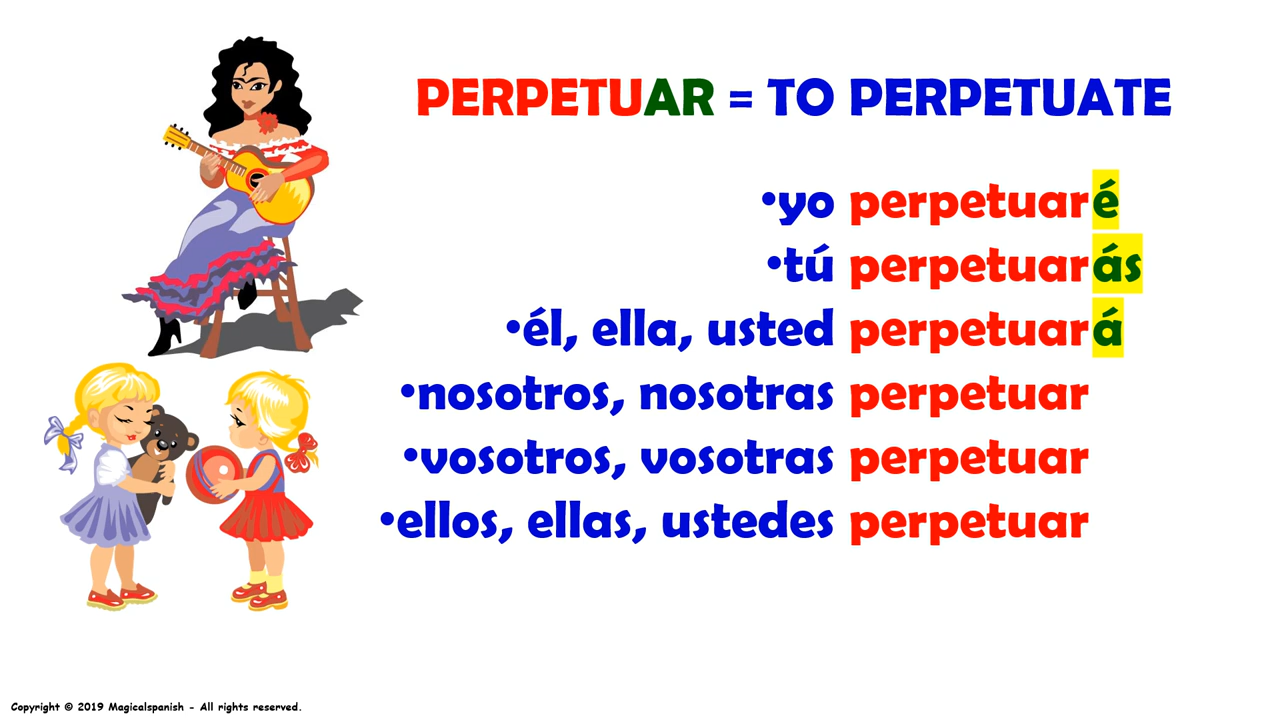 PERPETUAR = TO PERPETUATE
•yo perpetuaré
•tú perpetuarás
•él, ella, usted perpetuará
•nosotros, nosotras perpetuar
•vosotros, vosotras perpetuar
•ellos, ellas, ustedes perpetuar
Copyright © 2019 Magicalspanish - All rights reserved.